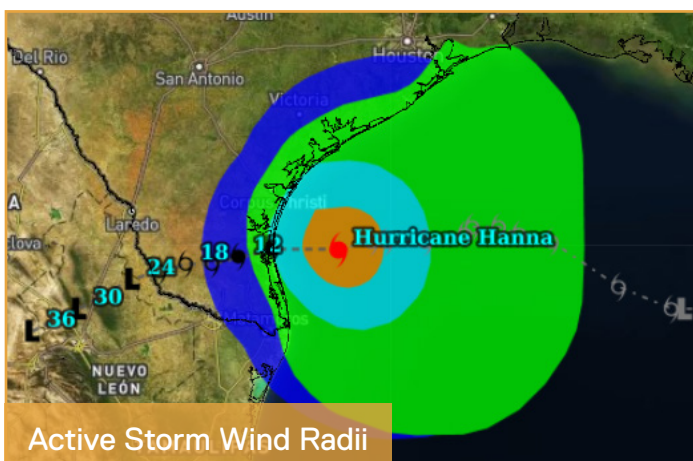 Austin
Del Rio
Houston
San Antonio
Victoria
Corpus Christi
Laredo
Hurricane Hanna
12
18
24
30
36
L
L
L
L
A
clova
Matamoros
NUEVO
LEÓN
Active Storm Wind Radii